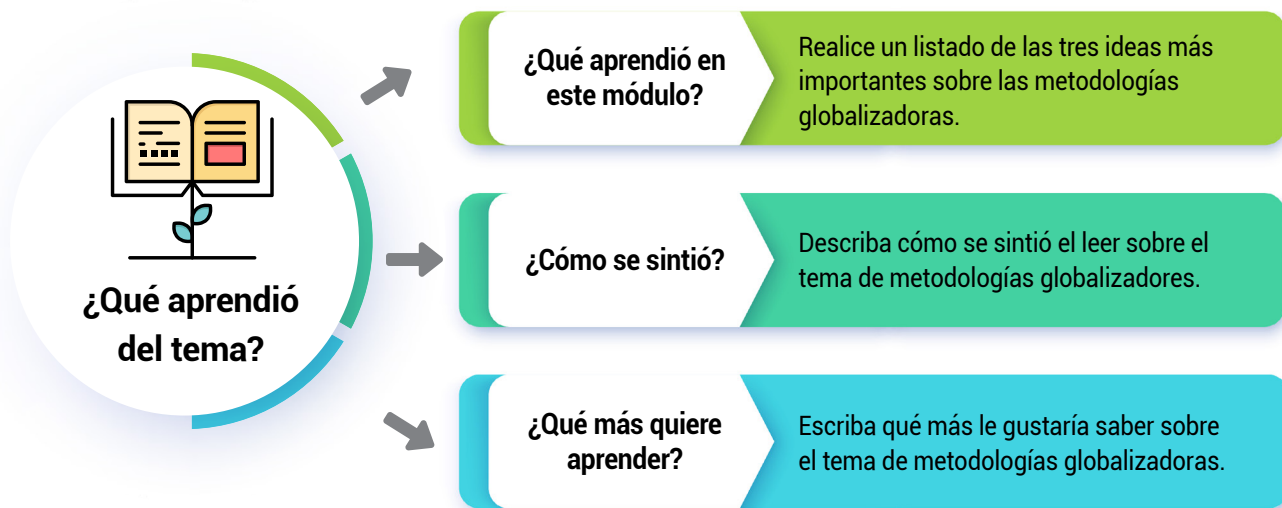 ¿Qué aprendió
del tema?
¿Qué aprendió en
este módulo?
Realice un listado de las tres ideas más
importantes sobre las metodologías
globalizadoras.
¿Cómo se sintió?
Describa cómo se sintió el leer sobre el
tema de metodologías globalizadores.
¿Qué más quiere
aprender?
Escriba qué más le gustaría saber sobre
el tema de metodologías globalizadoras.